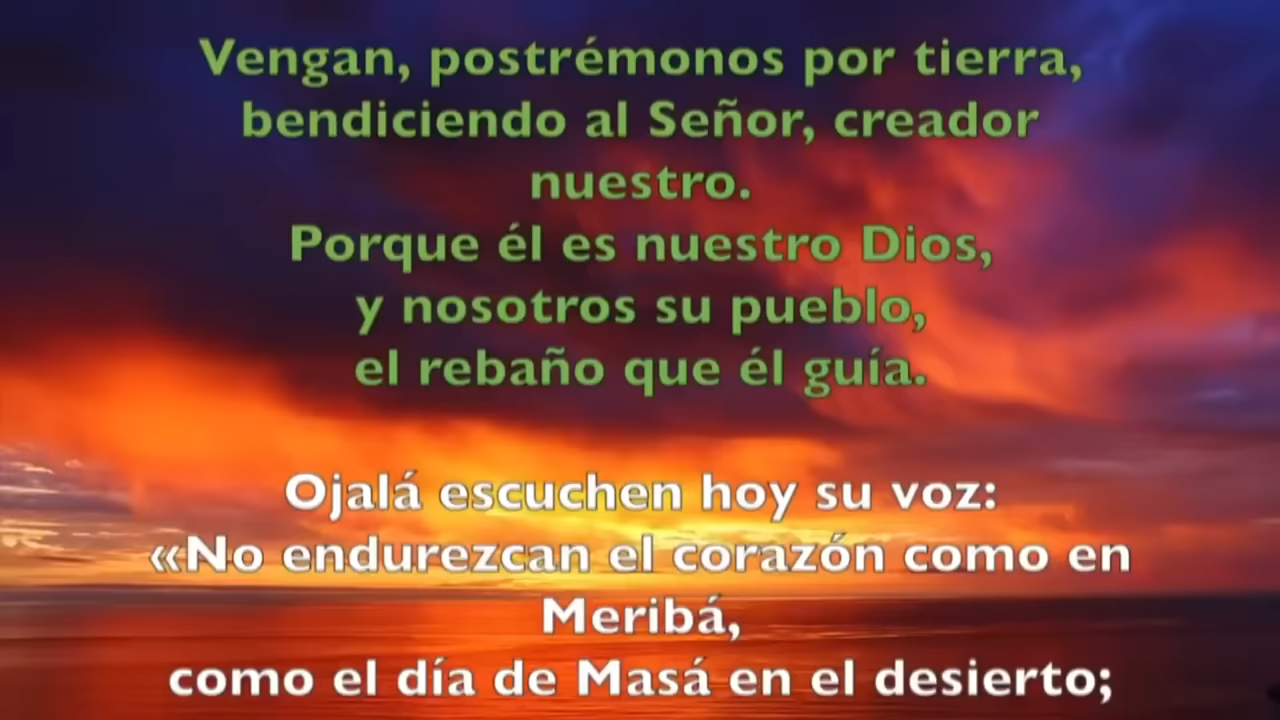 Vengan, postrémonos por tierra,
bendiciendo al Señor, creador
nuestro.
Porque él es nuestro Dios,
y nosotros su pueblo,
el rebaño que él guía.
Ojalá escuchen hoy su voz:
«No endurezcan el corazón como en
Meribá,
como el día de Masá en el desierto;